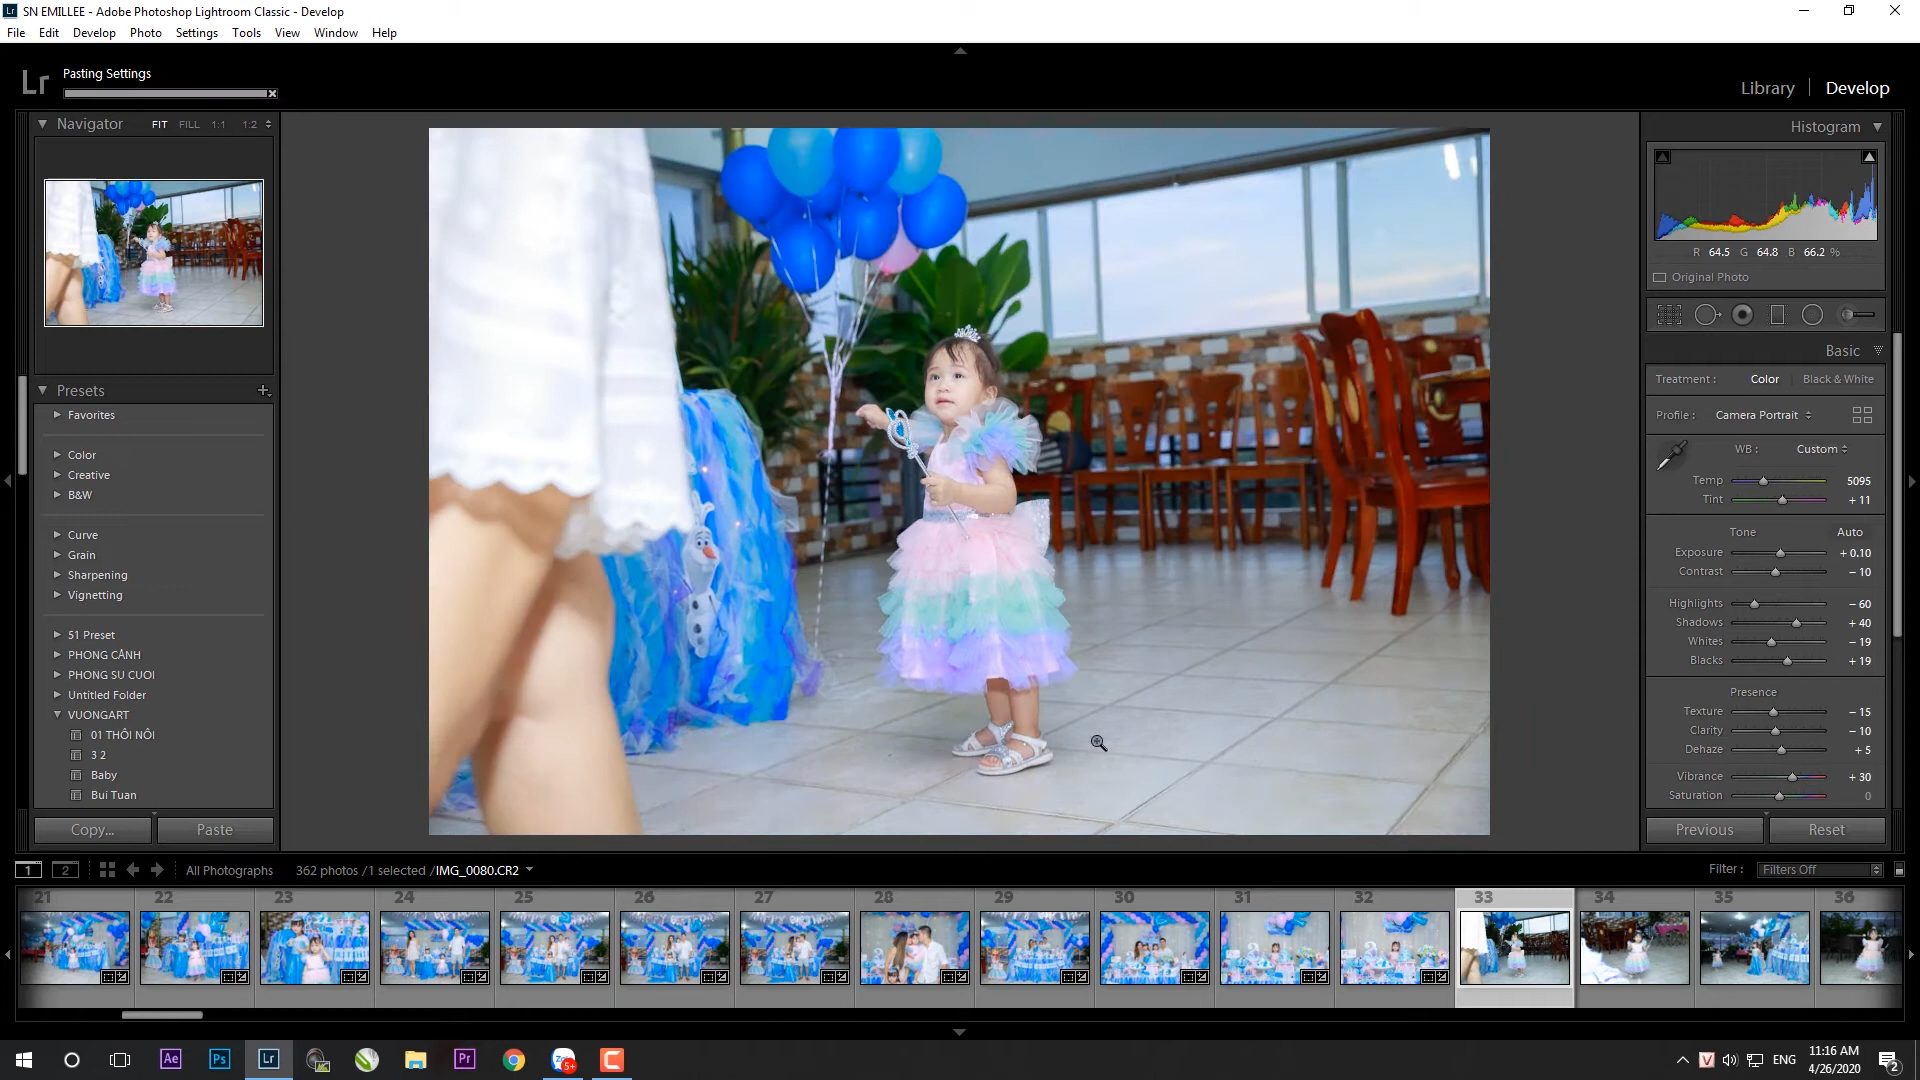 Lr SN EMILLEE - Adobe Photoshop Lightroom Classic - Develop
File Edit Develop Photo Settings Tools View Window Help
Lr
Pasting Settings
Library | Develop
Navigator FIT FILL 1:1 1:2
Histogram
R 64.5 G 64.8 B 66.2 %
Original Photo
Basic
Treatment : Color Black & White
Profile : Camera Portrait
WB : Custom
Temp 5095
Tint + 11
Tone Auto
Exposure + 0.10
Contrast – 10
Highlights – 60
Shadows + 40
Whites – 19
Blacks + 19
Presence
Texture – 15
Clarity – 10
Dehaze + 5
Vibrance + 30
Saturation 0
Previous Reset
Presets
Favorites
Color
Creative
B&W
Curve
Grain
Sharpening
Vignetting
51 Preset
PHONG CẢNH
PHONG SU CUOI
Untitled Folder
VUONGART
01 THÔI NÔI
3 2
Baby
Bui Tuan
Copy... Paste
1 2 All Photographs 362 photos /1 selected /IMG_0080.CR2
Filter : Filters Off
21 22 23 24 25 26 27 28 29 30 31 32 33 34 35 36
Ae Ps Lr Pr
5+
V ENG
11:16 AM
4/26/2020
2